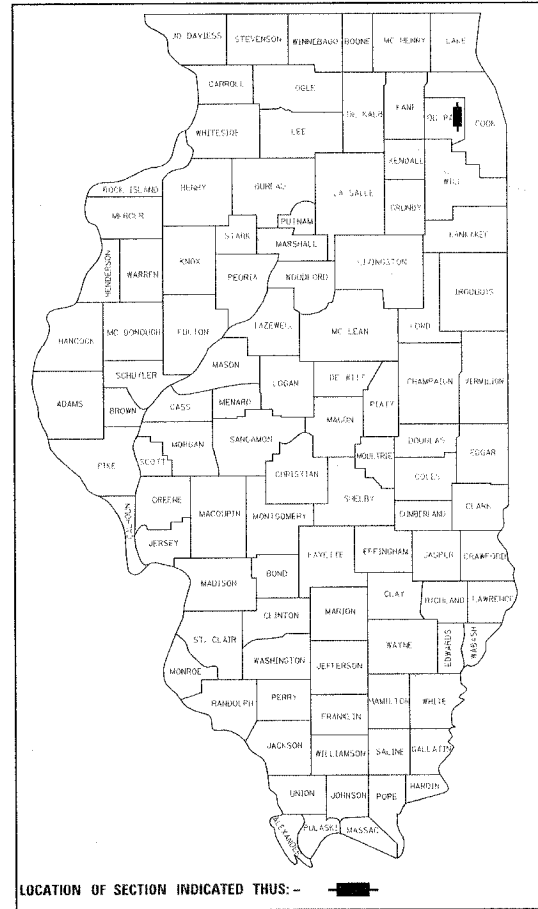 JO DAVIESS STEVENSON WINNEBAGO BOONE MC HENRY LAKE
CARROLL OGLE DE KALB KANE DU PAGE COOK
WHITESIDE LEE
KENDALL
WILL
ROCK ISLAND HENRY BUREAU LA SALLE GRUNDY
MERCER PUTNAM KANKAKEE
STARK MARSHALL
HENDERSON WARREN KNOX PEORIA WOODFORD LIVINGSTON IROQUOIS
HANCOCK MC DONOUGH FULTON TAZEWELL MC LEAN FORD
MASON
SCHUYLER DE WITT CHAMPAIGN VERMILION
ADAMS BROWN CASS MENARD LOGAN PIATT
MACON
MORGAN SANGAMON DOUGLAS
PIKE SCOTT CHRISTIAN MOULTRIE COLES EDGAR
SHELBY
CALHOUN GREENE MACOUPIN MONTGOMERY CUMBERLAND CLARK
JERSEY FAYETTE EFFINGHAM JASPER CRAWFORD
MADISON BOND
MARION CLAY RICHLAND LAWRENCE
CLINTON
ST. CLAIR WAYNE EDWARDS WABASH
MONROE WASHINGTON JEFFERSON
RANDOLPH PERRY HAMILTON WHITE
FRANKLIN
JACKSON WILLIAMSON SALINE GALLATIN
UNION JOHNSON POPE HARDIN
ALEXANDER PULASKI MASSAC
LOCATION OF SECTION INDICATED THUS: -